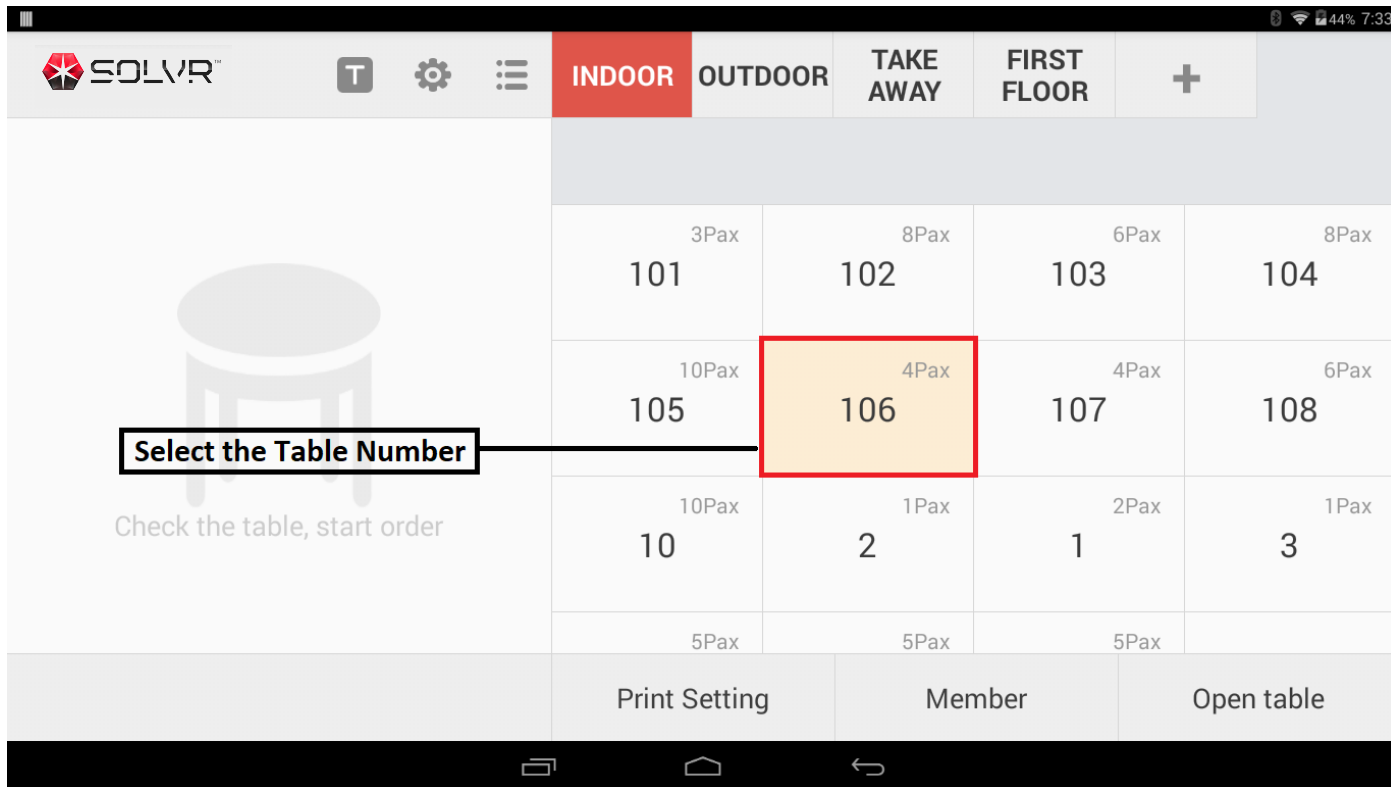 44% 7:33
SOLVR™
T
INDOOR
OUTDOOR
TAKE
AWAY
FIRST
FLOOR
+
3Pax
101
8Pax
102
6Pax
103
8Pax
104
10Pax
105
4Pax
106
4Pax
107
6Pax
108
Select the Table Number
Check the table, start order
10Pax
10
1Pax
2
2Pax
1
1Pax
3
5Pax
5Pax
5Pax
Print Setting
Member
Open table